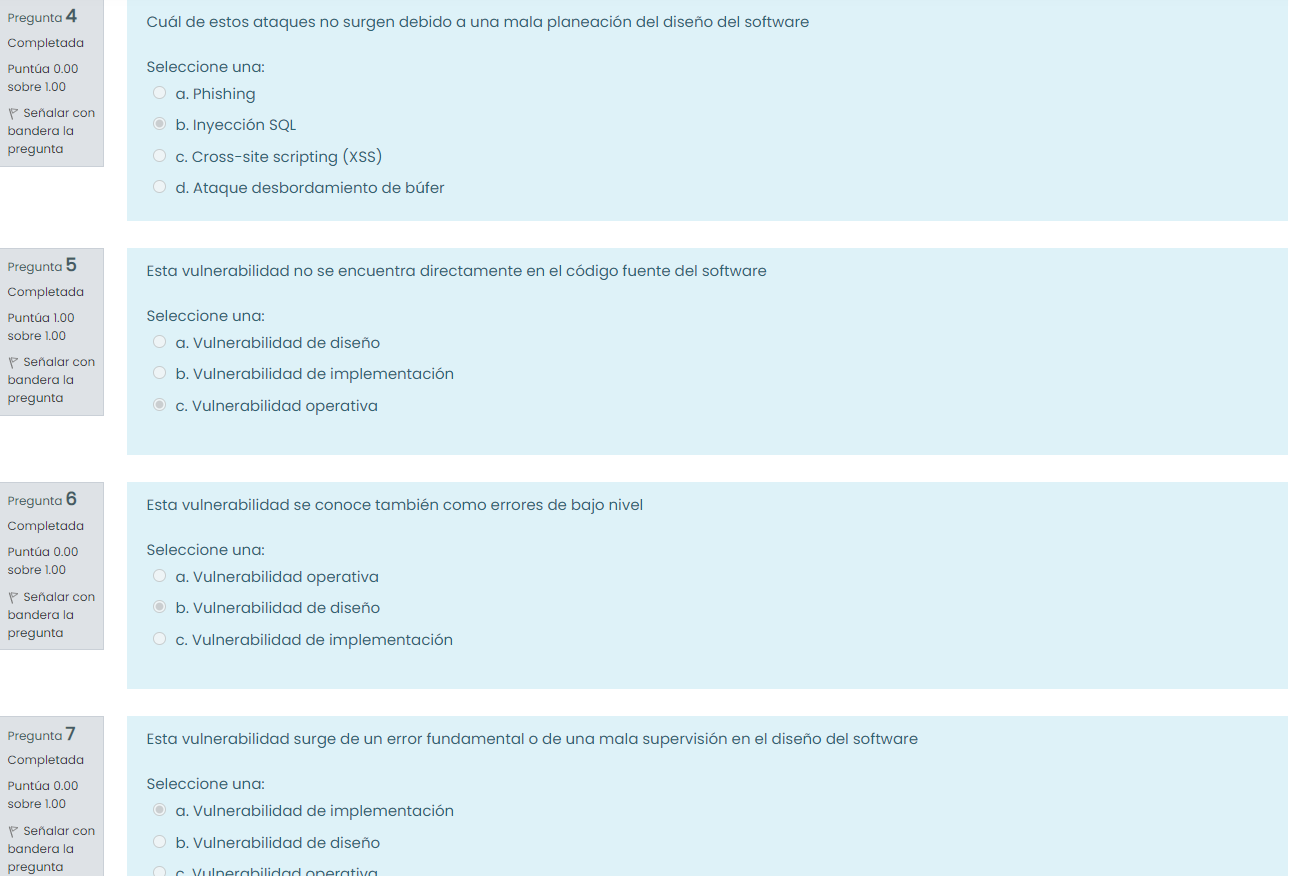 Pregunta 4
Completada
Puntúa 0.00
sobre 1.00
Señalar con
bandera la
pregunta
Cuál de estos ataques no surgen debido a una mala planeación del diseño del software
Seleccione una:
a. Phishing
b. Inyección SQL
c. Cross-site scripting (XSS)
d. Ataque desbordamiento de búfer
Pregunta 5
Completada
Puntúa 1.00
sobre 1.00
Señalar con
bandera la
pregunta
Esta vulnerabilidad no se encuentra directamente en el código fuente del software
Seleccione una:
a. Vulnerabilidad de diseño
b. Vulnerabilidad de implementación
c. Vulnerabilidad operativa
Pregunta 6
Completada
Puntúa 0.00
sobre 1.00
Señalar con
bandera la
pregunta
Esta vulnerabilidad se conoce también como errores de bajo nivel
Seleccione una:
a. Vulnerabilidad operativa
b. Vulnerabilidad de diseño
c. Vulnerabilidad de implementación
Pregunta 7
Completada
Puntúa 0.00
sobre 1.00
Señalar con
bandera la
pregunta
Esta vulnerabilidad surge de un error fundamental o de una mala supervisión en el diseño del software
Seleccione una:
a. Vulnerabilidad de implementación
b. Vulnerabilidad de diseño
c. Vulnerabilidad operativa